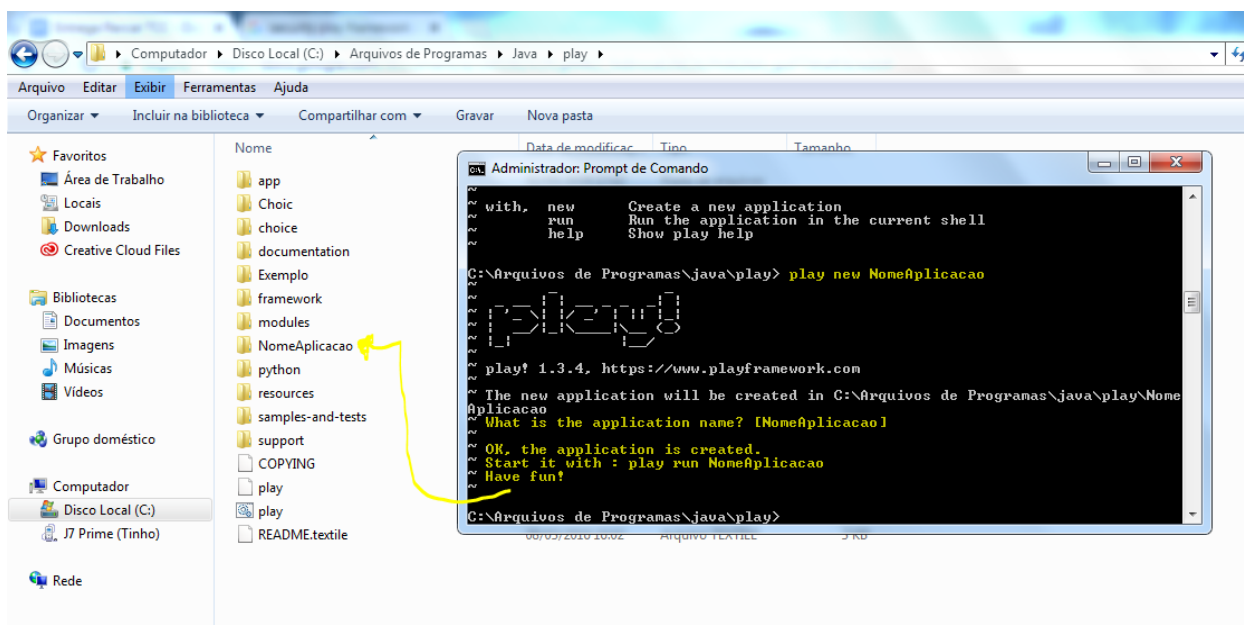 Computador ▸ Disco Local (C:) ▸ Arquivos de Programas ▸ Java ▸ play ▸
Arquivo Editar Exibir Ferramentas Ajuda
Organizar Incluir na biblioteca Compartilhar com Gravar Nova pasta
Favoritos
Área de Trabalho
Locais
Downloads
Creative Cloud Files
Bibliotecas
Documentos
Imagens
Músicas
Vídeos
Grupo doméstico
Computador
Disco Local (C:)
J7 Prime (Tinho)
Rede
Nome Data de modificaç Tipo Tamanho
app
Choic
choice
documentation
Exemplo
framework
modules
NomeAplicacao
python
resources
samples-and-tests
support
COPYING
play
play
README.textile
Administrador: Prompt de Comando
~
~ with, new Create a new application
~ run Run the application in the current shell
~ help Show play help
~
C:\Arquivos de Programas\java\play> play new NomeAplicacao
~
~ play!
~
~ play! 1.3.4, https://www.playframework.com
~
~ The new application will be created in C:\Arquivos de Programas\java\play\Nome
Aplicacao
~ What is the application name? [NomeAplicacao]
~
~ OK, the application is created.
~ Start it with : play run NomeAplicacao
~ Have fun!
~
C:\Arquivos de Programas\java\play>